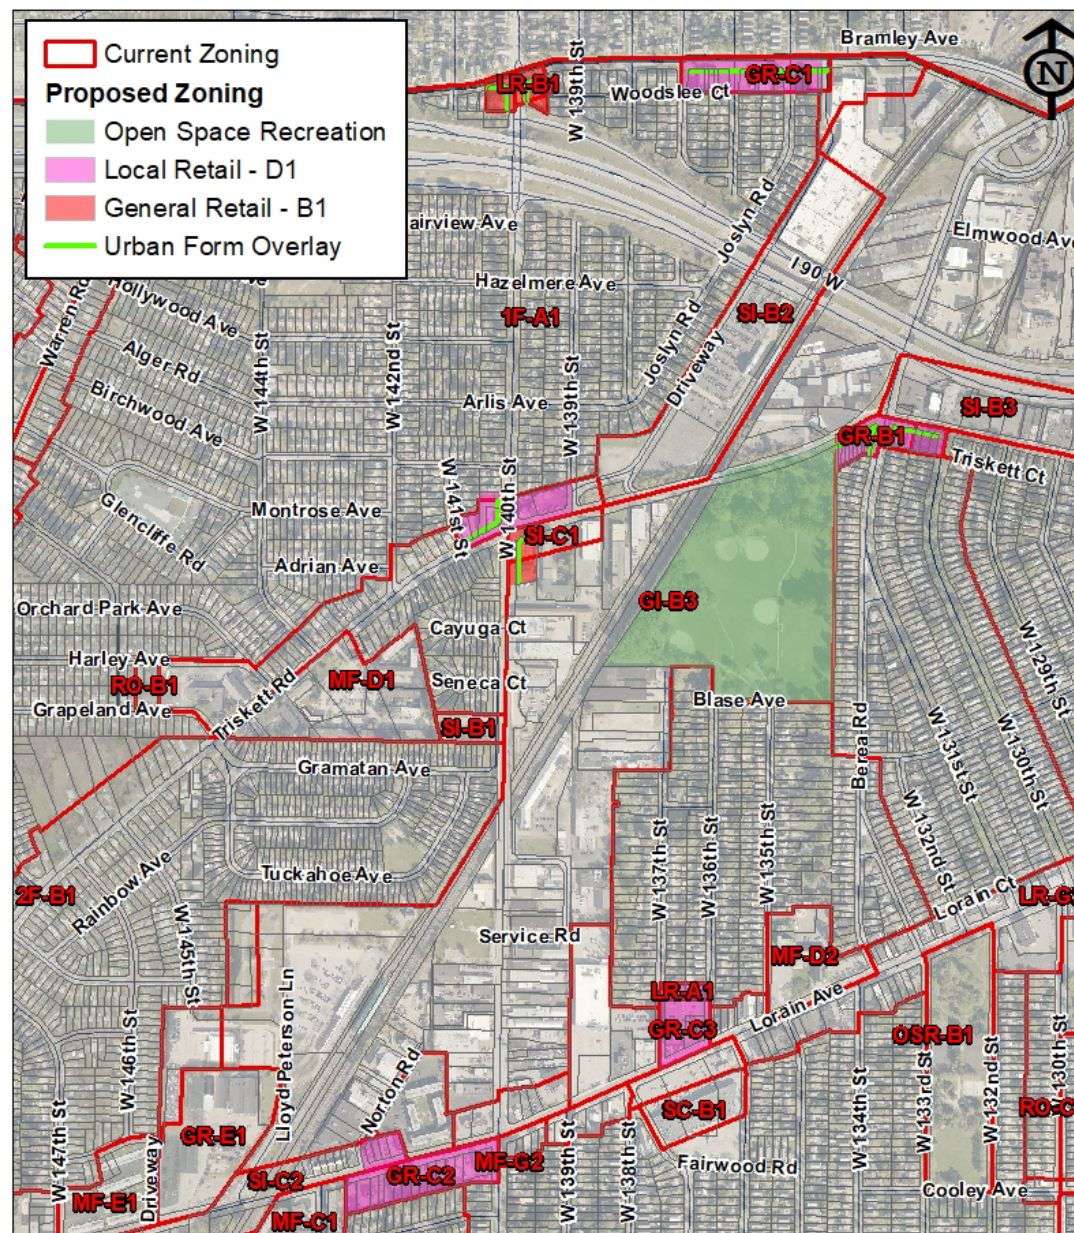 Current Zoning
Proposed Zoning
Open Space Recreation
Local Retail - D1
General Retail - B1
Urban Form Overlay
N
Bramley Ave
W 139th St
LR-B1
GR-C1
Woodslee Ct
Joslyn Rd
airview Ave
Elmwood Ave
I 90 W
Hazelmere Ave
1F-A1
SI-B2
Warren Rd
Hollywood Ave
Alger Rd
W 144th St
W 142nd St
Joslyn Rd
Driveway
Birchwood Ave
Arlis Ave
W 139th St
SI-B3
GR-B1
Triskett Ct
W 141st St
W 140th St
Glencliffe Rd
Montrose Ave
SI-C1
Adrian Ave
Orchard Park Ave
GI-B3
Cayuga Ct
Harley Ave
RO-B1
MF-D1
Seneca Ct
W 129th St
Grapeland Ave
Triskett Rd
SI-B1
Blase Ave
Berea Rd
W 131st St
W 130th St
Gramatan Ave
W 137th St
W 136th St
W 135th St
W 132nd St
Tuckahoe Ave
2F-B1
Rainbow Ave
Lorain Ct
W 145th St
Service Rd
MF-D2
LR-A1
Lloyd Peterson Ln
Lorain Ave
GR-C3
OSR-B1
W 146th St
Norton Rd
W 147th St
Driveway
GR-E1
SC-B1
W 134th St
W 133rd St
W 132nd St
130th St
RO-C
MF-G2
GR-C2
SI-C2
W 139th St
W 138th St
Fairwood Rd
MF-E1
MF-C1
Cooley Ave